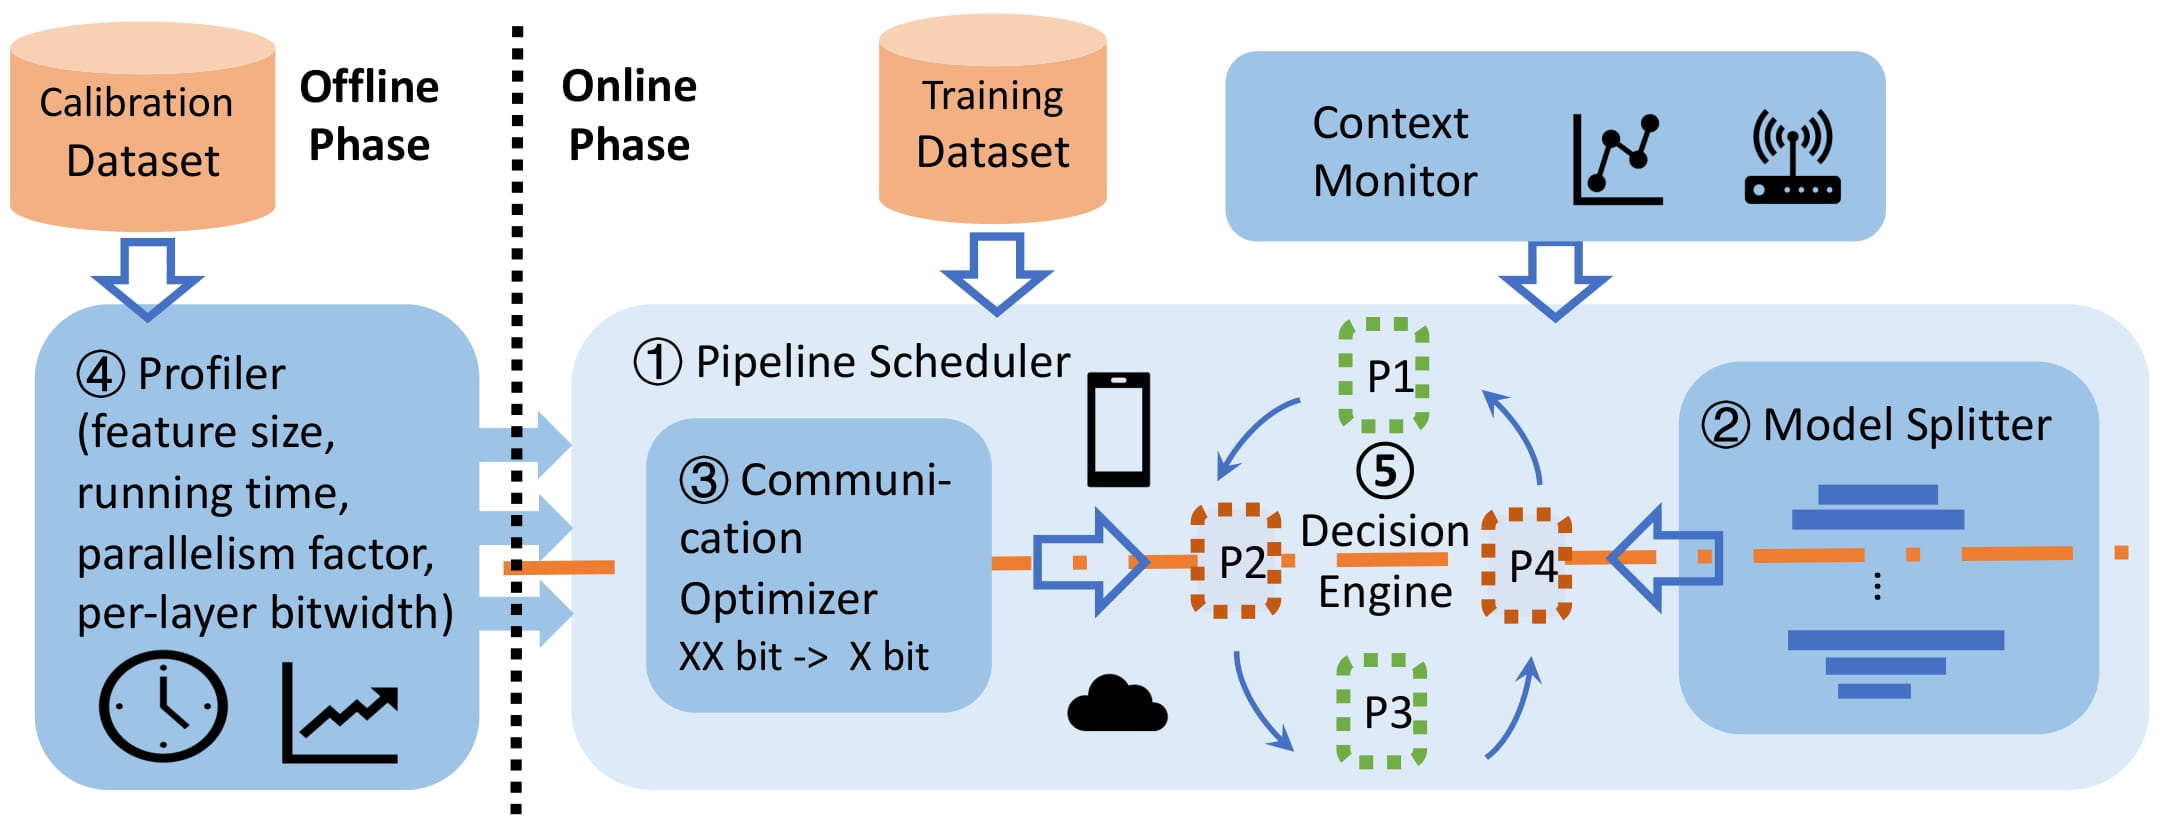 Calibration
Dataset
Offline
Phase
Online
Phase
Training
Dataset
Context
Monitor
④ Profiler
(feature size,
running time,
parallelism factor,
per-layer bitwidth)
① Pipeline Scheduler
③ Communi-
cation
Optimizer
XX bit -> X bit
P1
P2
⑤
Decision
Engine
P4
P3
② Model Splitter
⋮